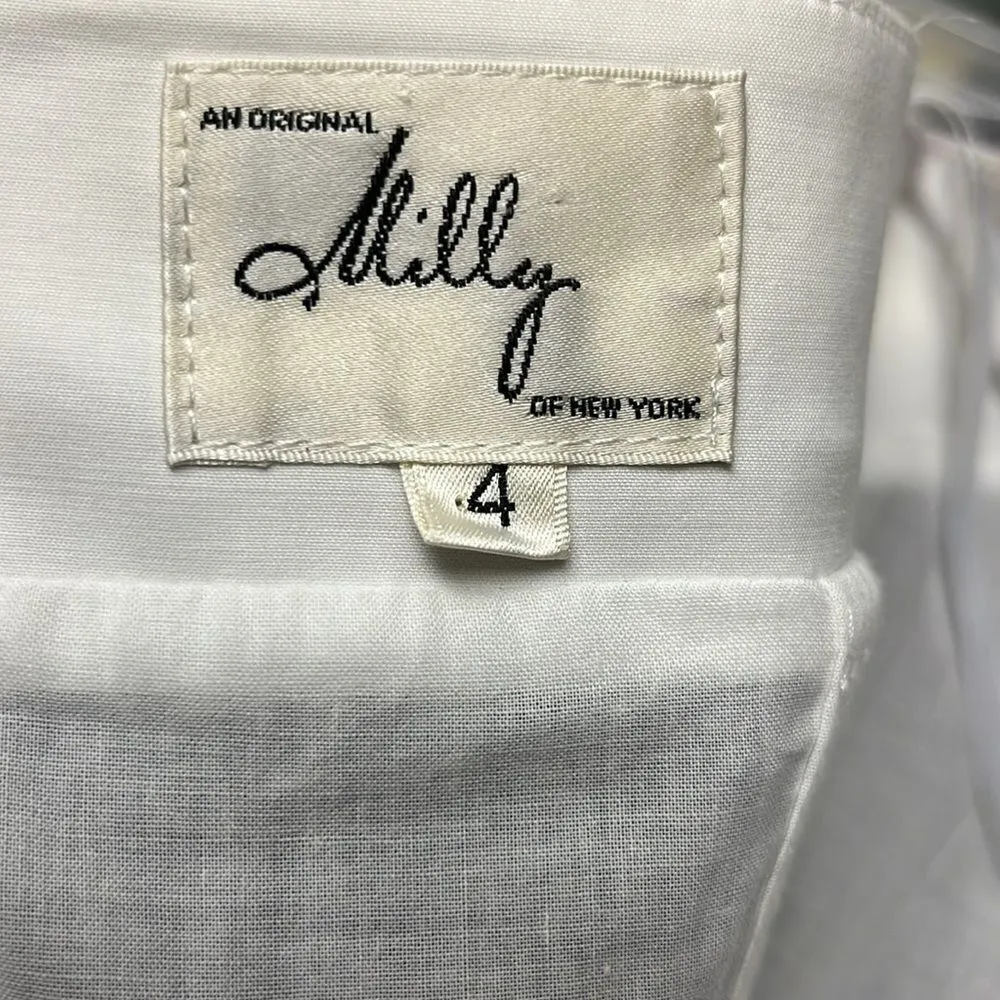 AN ORIGINAL
Milly
OF NEW YORK
4